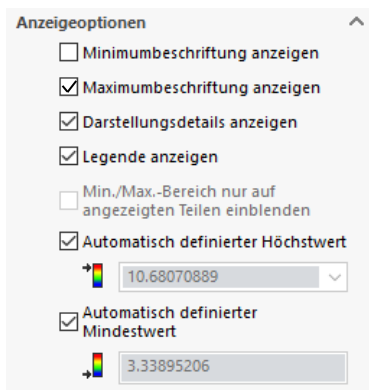 Anzeigeoptionen
Minimumbeschriftung anzeigen
Maximumbeschriftung anzeigen
Darstellungsdetails anzeigen
Legende anzeigen
Min./Max.-Bereich nur auf
angezeigten Teilen einblenden
Automatisch definierter Höchstwert
10.68070889
Automatisch definierter
Mindestwert
3.33895206